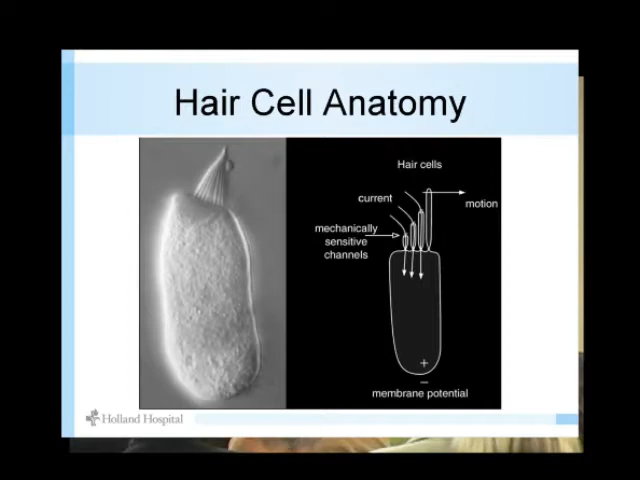 Hair Cell Anatomy
Hair cells
current
motion
mechanically
sensitive
channels
+
−
membrane potential
Holland Hospital